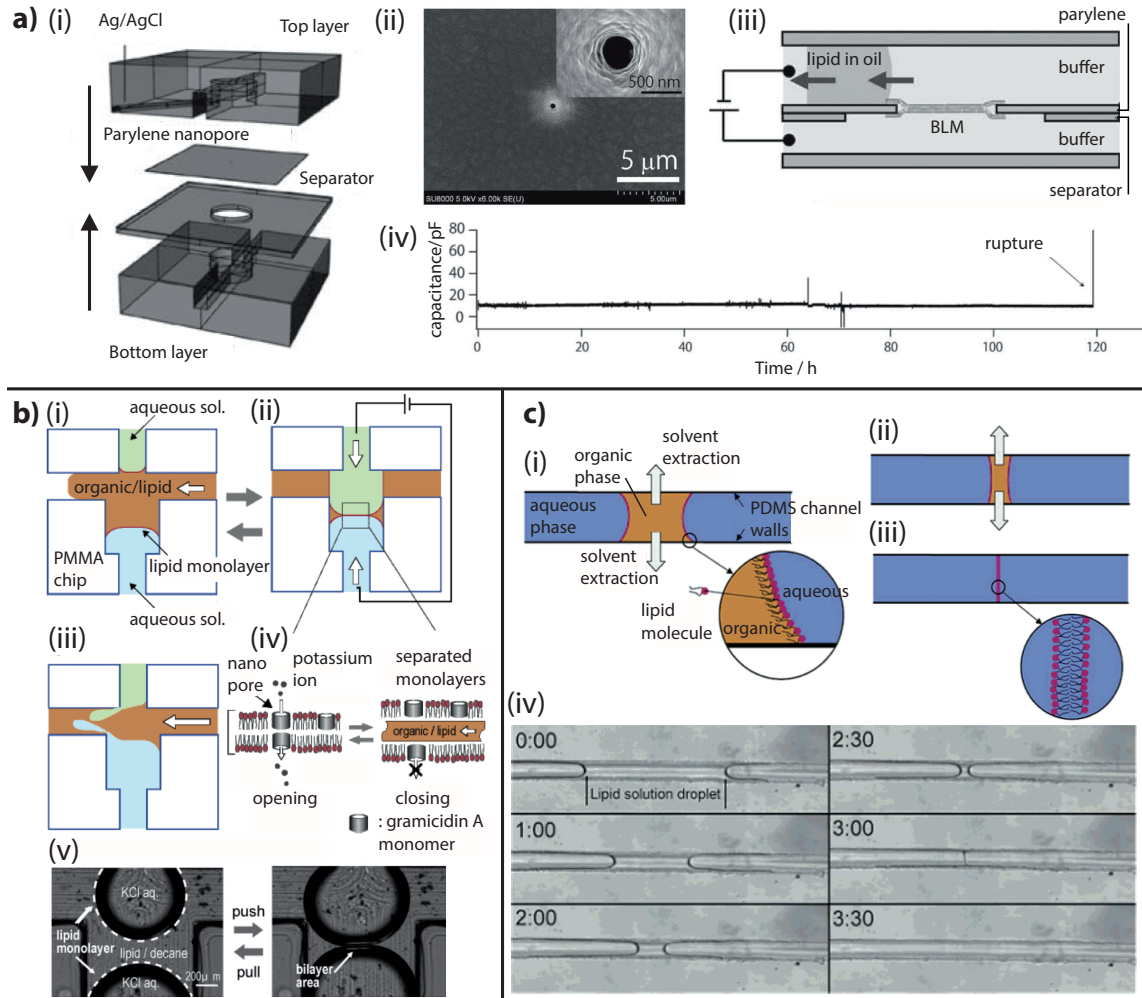 a)
(i)
Ag/AgCl
Top layer
Parylene nanopore
Separator
Bottom layer
(ii)
500 nm
5 µm
SU8000 5.0kV x6.00k SE(U)
5.00um
(iii)
parylene
lipid in oil
buffer
BLM
buffer
separator
(iv)
capacitance/pF
80
60
40
20
0
rupture
0
20
40
60
80
100
120
Time / h
b)
(i)
aqueous sol.
organic/lipid
PMMA
chip
lipid monolayer
aqueous sol.
(ii)
(iii)
(iv)
nano
pore
potassium
ion
separated
monolayers
organic / lipid
opening
closing
: gramicidin A
monomer
(v)
KCl aq.
lipid
monolayer
lipid / decane
KCl aq.
200µ m
push
pull
bilayer
area
c)
(i)
solvent
extraction
organic
phase
aqueous
phase
PDMS channel
walls
solvent
extraction
lipid
molecule
aqueous
organic
(ii)
(iii)
(iv)
0:00
Lipid solution droplet
1:00
2:00
2:30
3:00
3:30